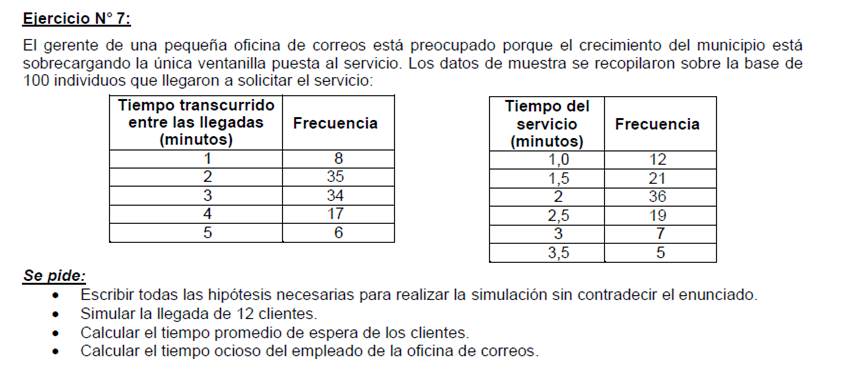 Ejercicio N° 7:
El gerente de una pequeña oficina de correos está preocupado porque el crecimiento del municipio está
sobrecargando la única ventanilla puesta al servicio. Los datos de muestra se recopilaron sobre la base de
100 individuos que llegaron a solicitar el servicio:
Tiempo transcurrido
entre las llegadas
(minutos)
Frecuencia
1 8
2 35
3 34
4 17
5 6
Tiempo del
servicio
(minutos)
Frecuencia
1,0 12
1,5 21
2 36
2,5 19
3 7
3,5 5
Se pide:
• Escribir todas las hipótesis necesarias para realizar la simulación sin contradecir el enunciado.
• Simular la llegada de 12 clientes.
• Calcular el tiempo promedio de espera de los clientes.
• Calcular el tiempo ocioso del empleado de la oficina de correos.